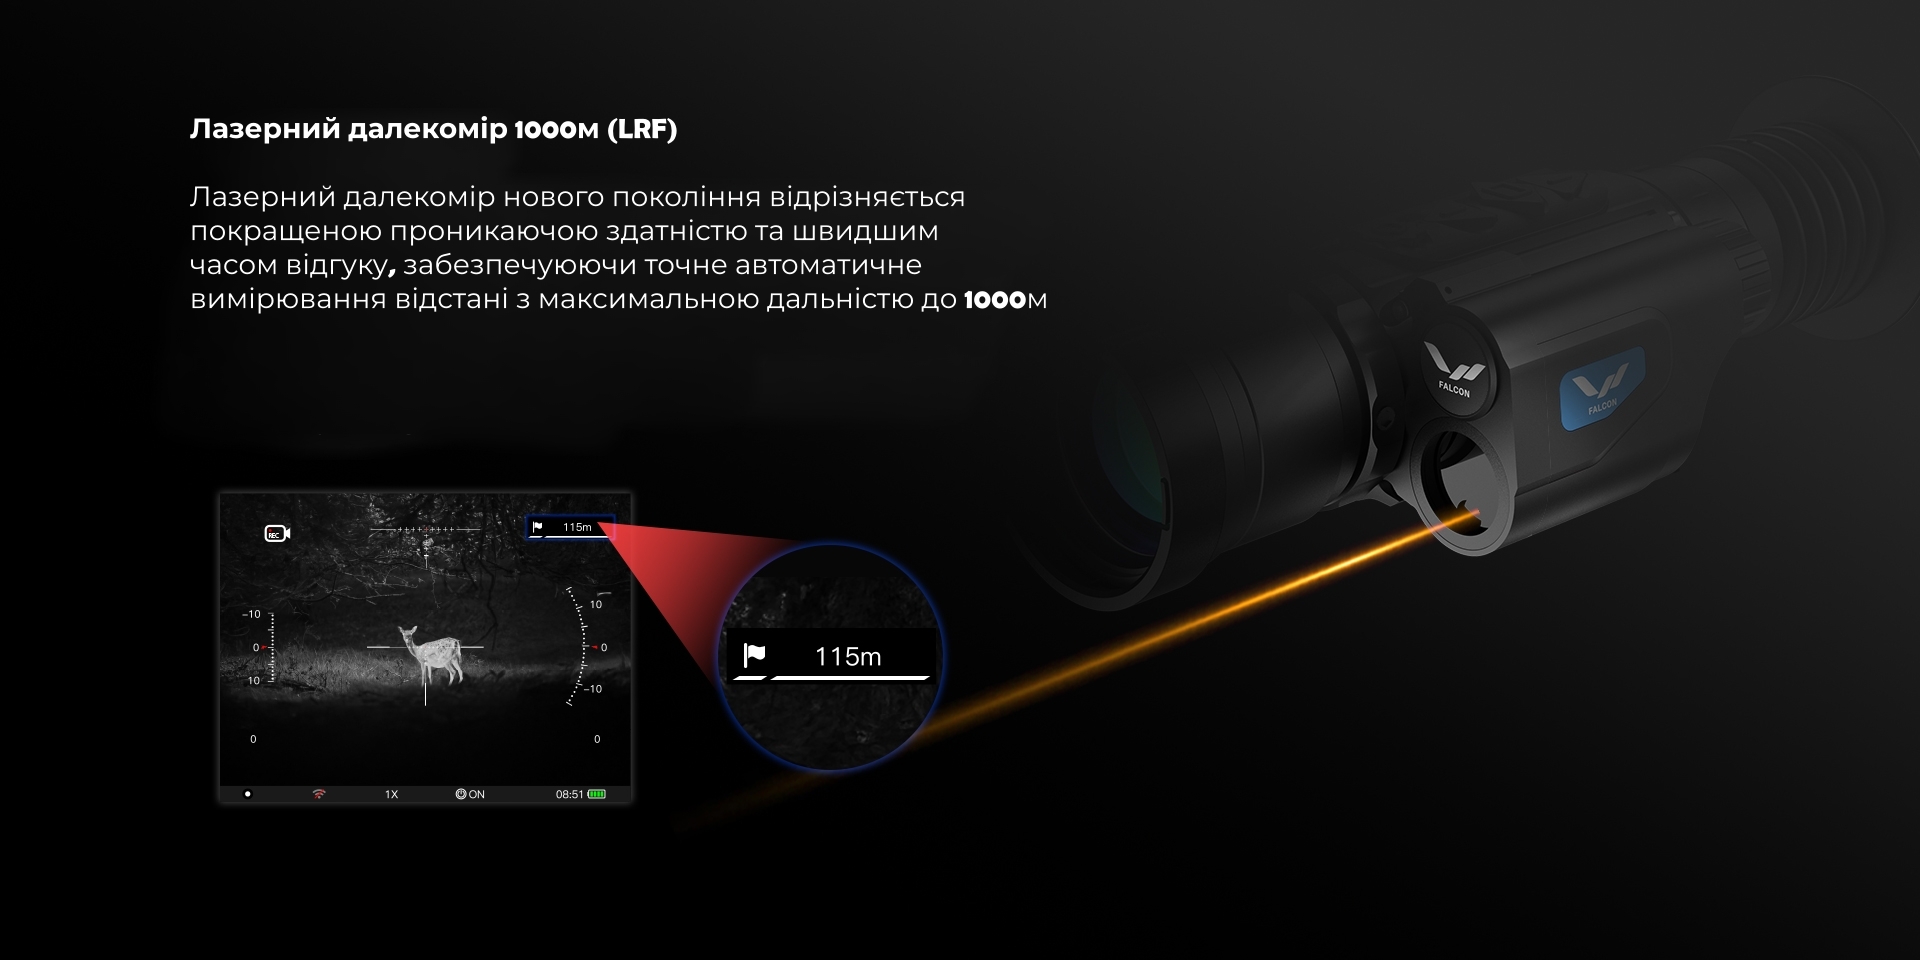 Лазерний далекомір 1000м (LRF)
Лазерний далекомір нового покоління відрізняється
покращеною проникаючою здатністю та швидшим
часом відгуку, забезпечуюючи точне автоматичне
вимірювання відстані з максимальною дальністю до 1000м
FALCON
FALCON
REC
115m
-10
0
10
10
0
-10
115m
0
0
1X
ON
08:51